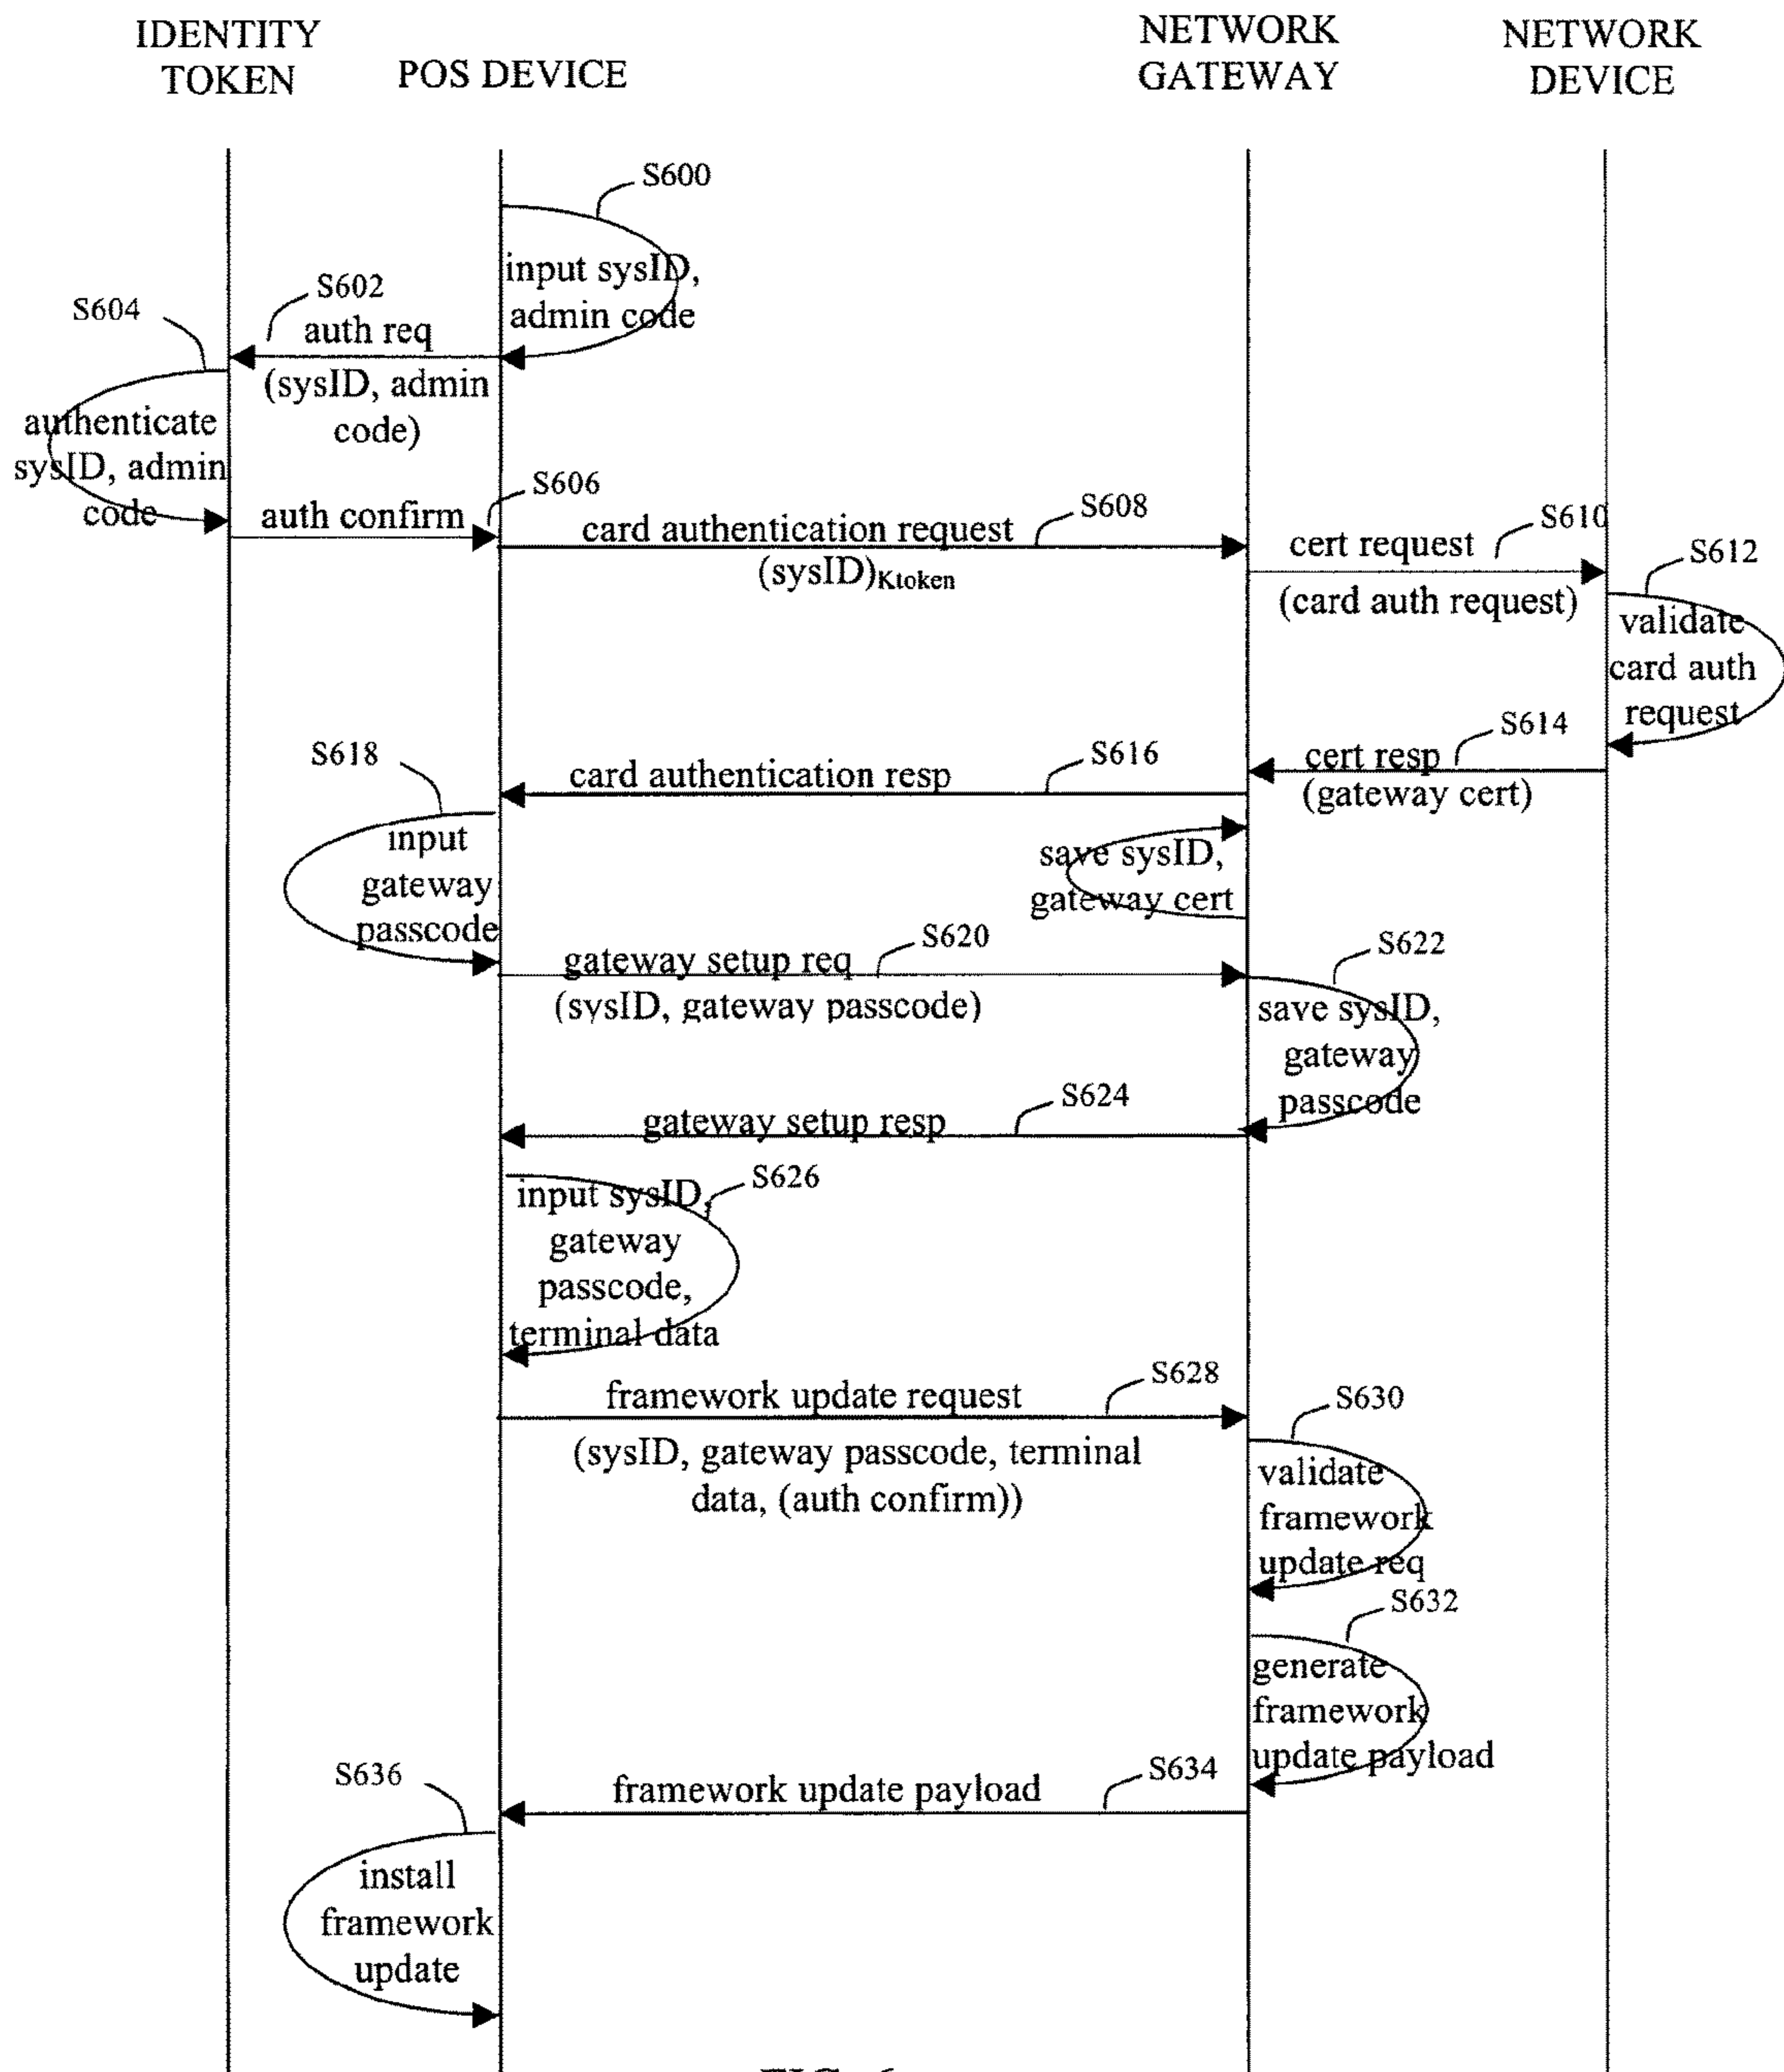 IDENTITY
TOKEN
POS DEVICE
NETWORK
GATEWAY
NETWORK
DEVICE
S600
input sysID,
admin code
S602
auth req
(sysID, admin
code)
S604
authenticate
sysID, admin
code
auth confirm
S606
card authentication request
(sysID)Ktoken
S608
cert request
S610
(card auth request)
S612
validate
card auth
request
cert resp
S614
(gateway cert)
card authentication resp
S616
S618
input
gateway
passcode
save sysID,
gateway cert
gateway setup req
S620
(sysID, gateway passcode)
S622
save sysID,
gateway
passcode
gateway setup resp
S624
input sysID,
gateway
passcode,
terminal data
S626
framework update request
S628
(sysID, gateway passcode, terminal
data, (auth confirm))
S630
validate
framework
update req
S632
generate
framework
update payload
framework update payload
S634
S636
install
framework
update